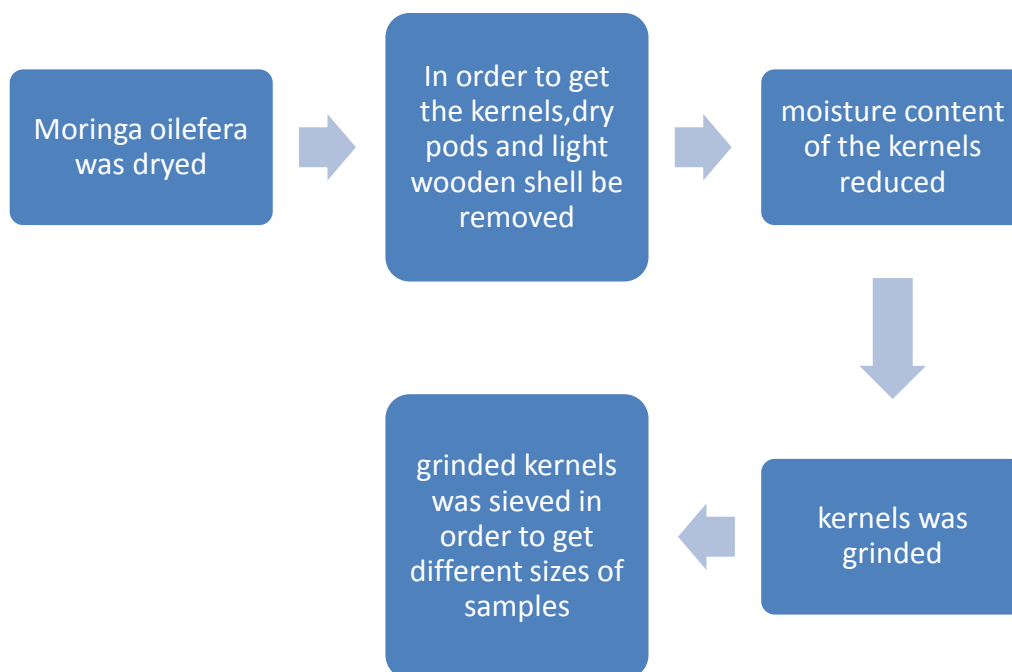 Moringa oilefera
was dryed
In order to get
the kernels,dry
pods and light
wooden shell be
removed
moisture content
of the kernels
reduced
kernels was
grinded
grinded kernels
was sieved in
order to get
different sizes of
samples